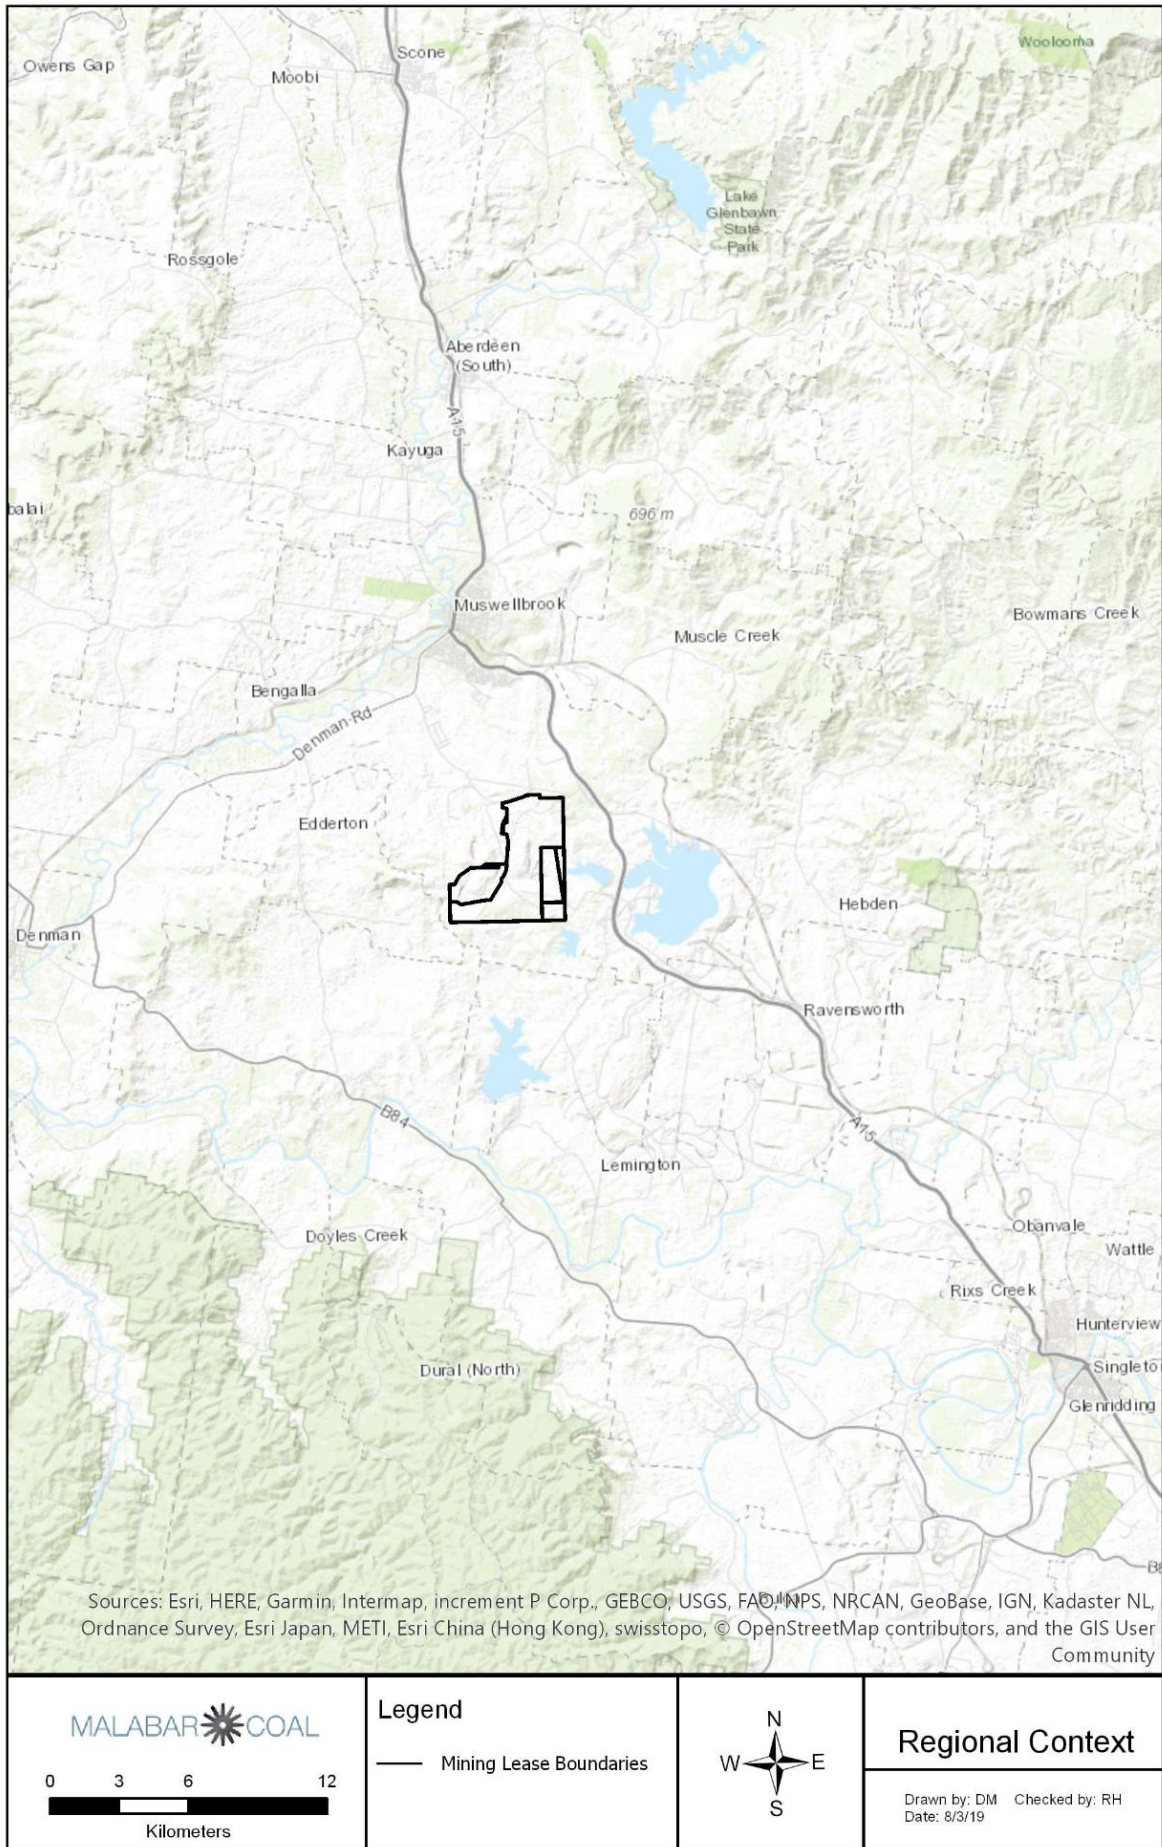 Scone
Owens Gap
Moobi
Woolooma
Lake
Glenbawn
State
Park
Rossgole
Aberdeen
(South)
A15
Kayuga
balai
696 m
Muswellbrook
Bowmans Creek
Muscle Creek
Bengalla
Denman Rd
Edderton
Hebden
Denman
Ravensworth
B84
A15
Lemington
Doyles Creek
Obanvale
Wattle
Rixs Creek
Hunterview
Dural (North)
Singleto
Glenridding
Sources: Esri, HERE, Garmin, Intermap, increment P Corp., GEBCO, USGS, FAO, NPS, NRCAN, GeoBase, IGN, Kadaster NL,
Ordnance Survey, Esri Japan, METI, Esri China (Hong Kong), swisstopo, © OpenStreetMap contributors, and the GIS User
Community
MALABAR COAL
0 3 6 12
Kilometers
Legend
Mining Lease Boundaries
N
W E
S
Regional Context
Drawn by: DM Checked by: RH
Date: 8/3/19